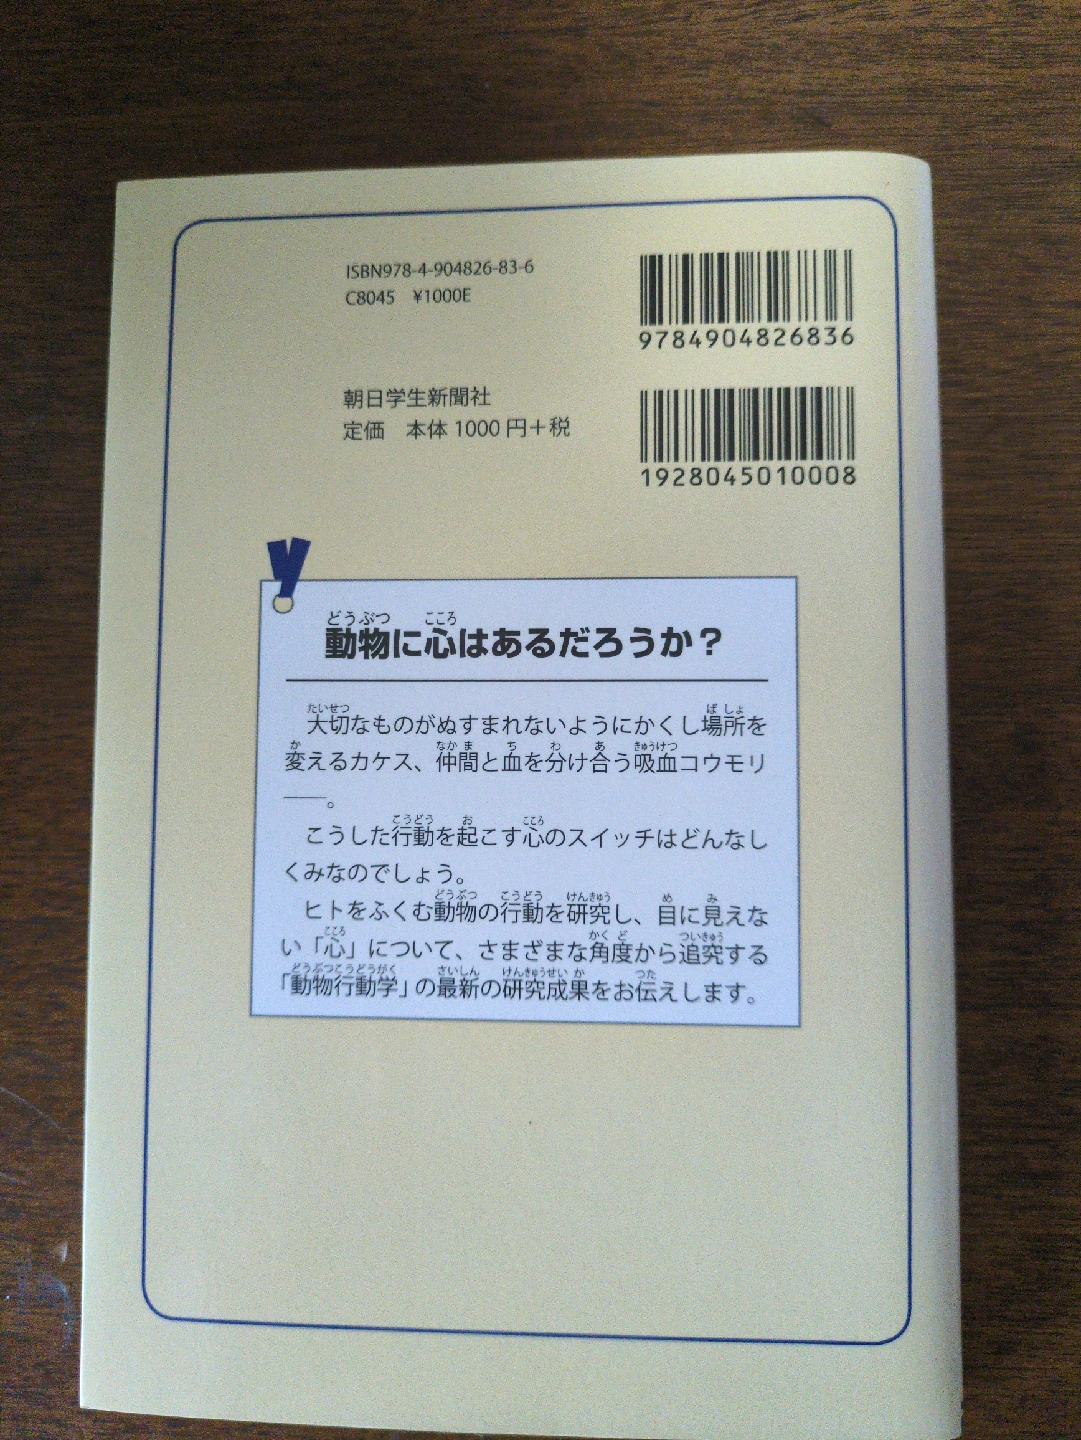 ISBN978-4-904826-83-6
C8045 ¥1000E
9784904826836
朝日学生新聞社
定価 本体1000円+税
1928045010008
どうぶつ こころ
動物に心はあるだろうか？
たいせつ ばしょ
大切なものがぬすまれないようにかくし場所を
か なかま ち わ あ きゅうけつ
変えるカケス、仲間と血を分け合う吸血コウモリ
――。
こうどう お こころ
こうした行動を起こす心のスイッチはどんなし
くみなのでしょう。
どうぶつ こうどう けんきゅう め み
ヒトをふくむ動物の行動を研究し、目に見えな
こころ かくど ついきゅう
い「心」について、さまざまな角度から追究する
どうぶつこうどうがく さいしん けんきゅうせいか つた
「動物行動学」の最新の研究成果をお伝えします。